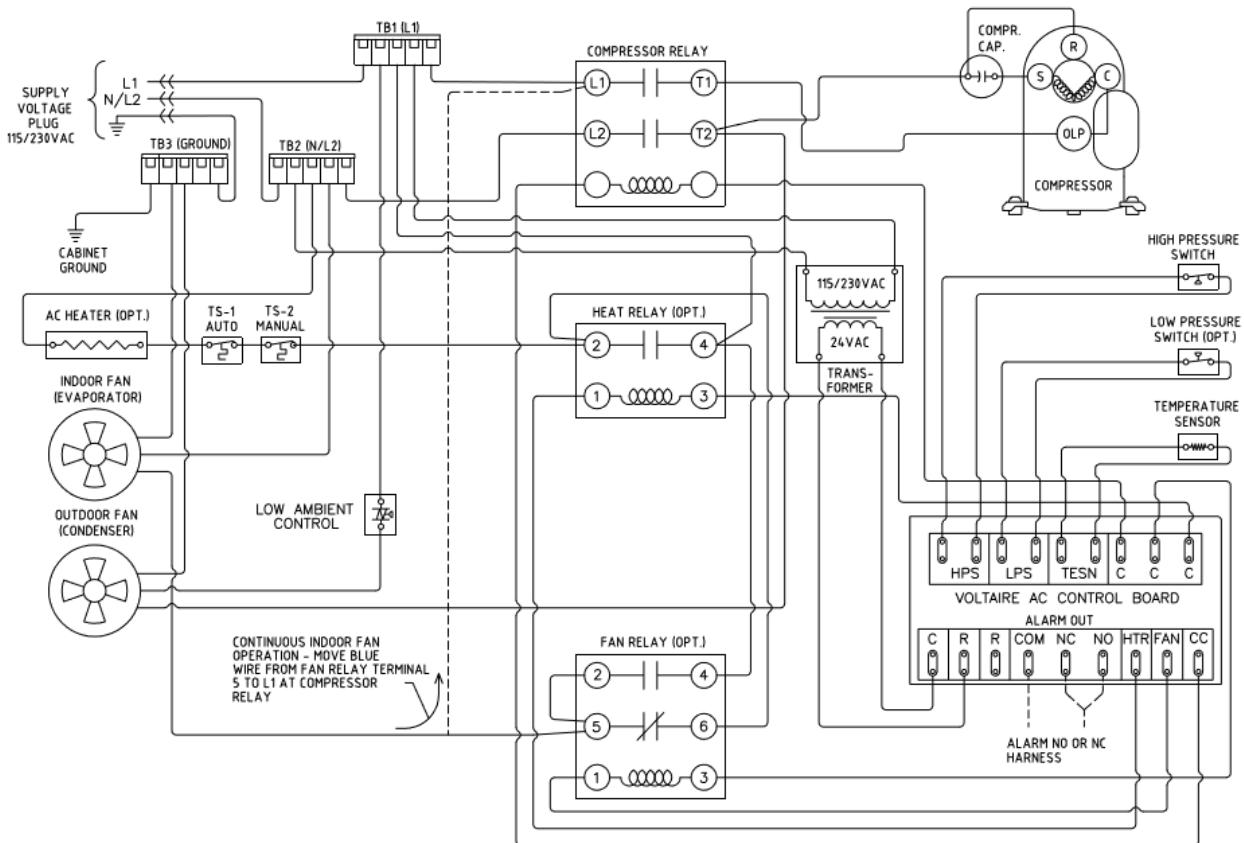 TB1 (L1)
SUPPLY
VOLTAGE
PLUG
115/230VAC
L1
N/L2
TB3 (GROUND)
TB2 (N/L2)
CABINET
GROUND
COMPRESSOR RELAY
L1
T1
L2
T2
COMPR.
CAP.
R
S
C
OLP
COMPRESSOR
HIGH PRESSURE
SWITCH
LOW PRESSURE
SWITCH (OPT.)
TEMPERATURE
SENSOR
115/230VAC
24VAC
TRANS-
FORMER
AC HEATER (OPT.)
TS-1
AUTO
TS-2
MANUAL
HEAT RELAY (OPT.)
2
4
1
3
INDOOR FAN
(EVAPORATOR)
OUTDOOR FAN
(CONDENSER)
LOW AMBIENT
CONTROL
CONTINUOUS INDOOR FAN
OPERATION - MOVE BLUE
WIRE FROM FAN RELAY TERMINAL
5 TO L1 AT COMPRESSOR
RELAY
FAN RELAY (OPT.)
2
4
5
6
1
3
HPS
LPS
TESN
C
C
C
VOLTAIRE AC CONTROL BOARD
ALARM OUT
C
R
R
COM
NC
NO
HTR
FAN
CC
ALARM NO OR NC
HARNESS